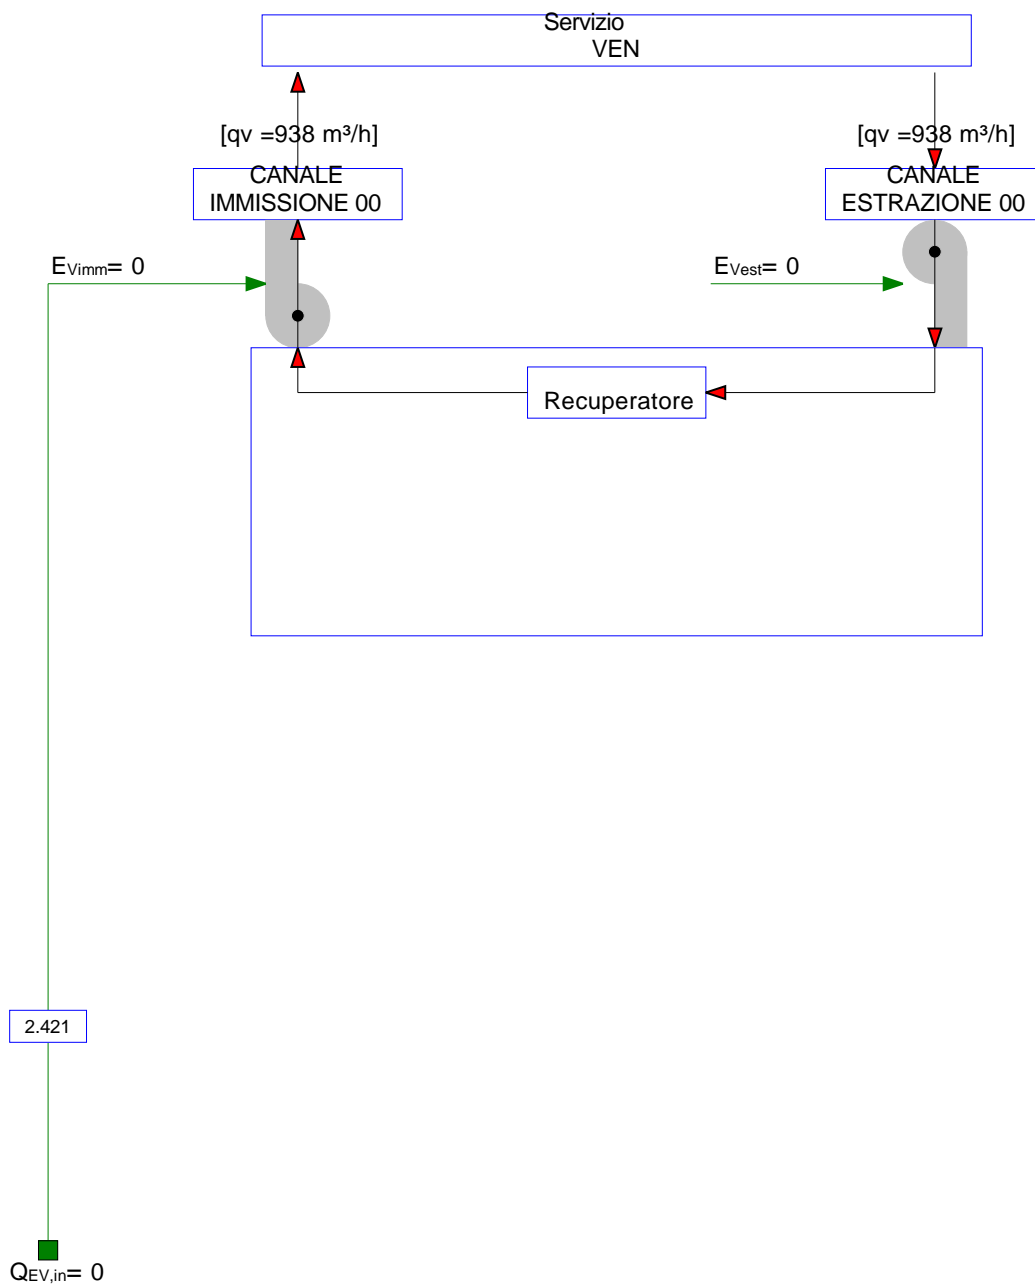 Servizio
VEN
[qv =938 m³/h]
[qv =938 m³/h]
CANALE
IMMISSIONE 00
CANALE
ESTRAZIONE 00
EVimm= 0
EVest= 0
Recuperatore
2.421
QEV,in= 0